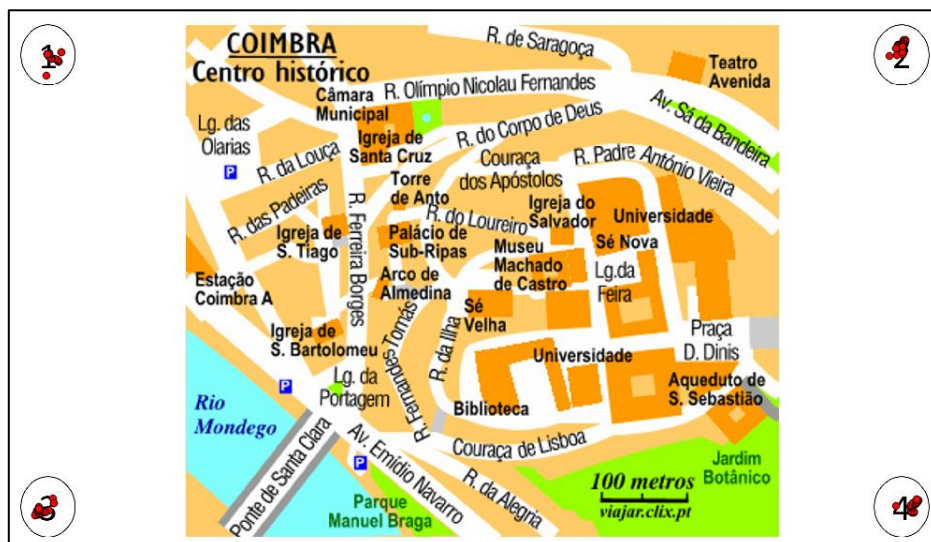 1
2
COIMBRA
Centro histórico
R. de Saragoça
Teatro
Avenida
Câmara
Municipal
R. Olímpio Nicolau Fernandes
Av. Sá da Bandeira
Lg. das
Olarias
P
Igreja de
Santa Cruz
R. do Corpo de Deus
R. da Louça
Couraça
dos Apóstolos
R. Padre António Vieira
Torre
de Anto
R. das Padeiras
R. Ferreira Borges
R. do Loureiro
Igreja do
Salvador
Universidade
Igreja de
S. Tiago
Palácio de
Sub-Ripas
Museu
Machado
de Castro
Sé Nova
Lg.da
Feira
Estação
Coimbra A
Arco de
Almedina
Sé
Velha
R. Fernandes Tomás
R. da Ilha
Igreja de
S. Bartolomeu
Universidade
Praça
D. Dinis
P
Lg. da
Portagem
Aqueduto de
S. Sebastião
Rio
Mondego
Biblioteca
Ponte de Santa Clara
Av. Emídio Navarro
Couraça de Lisboa
P
R. da Alegria
Jardim
Botânico
Parque
Manuel Braga
100 metros
viajar.clix.pt
3
4